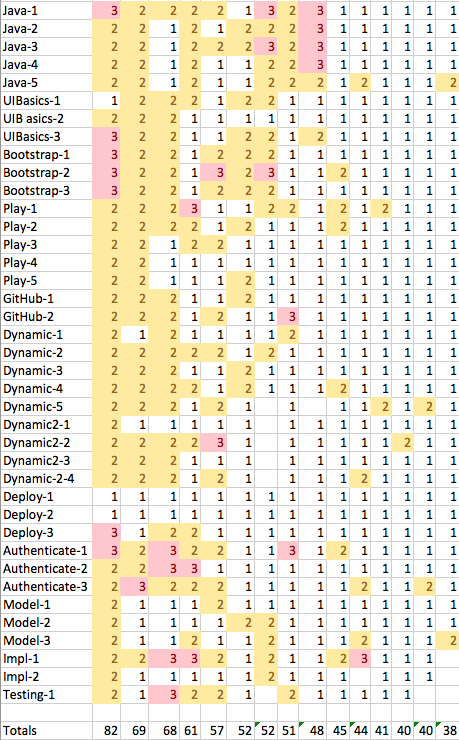 Java-1 3 2 2 2 2 1 3 2 3 1 1 1 1 1 1
Java-2 2 2 1 2 1 2 2 2 3 1 1 1 1 1 1
Java-3 2 2 1 2 2 2 3 2 3 1 1 1 1 1 1
Java-4 2 2 1 2 1 1 2 2 3 1 1 1 1 1 1
Java-5 2 2 1 2 1 1 2 2 2 1 2 1 1 1 2
UIBasics-1 1 2 2 2 1 2 2 1 1 1 1 1 1 1 1
UIB asics-2 2 2 2 1 1 1 1 1 1 1 1 1 1 1 1
UIBasics-3 3 2 2 2 1 2 2 1 2 1 1 1 1 1 1
Bootstrap-1 3 2 2 1 2 2 2 1 1 1 1 1 1 1 1
Bootstrap-2 3 2 2 1 3 2 3 1 1 2 1 1 1 1 1
Bootstrap-3 3 2 2 1 2 2 2 1 1 1 1 1 1 1 1
Play-1 2 2 2 3 1 1 2 2 1 2 1 2 1 1 1
Play-2 2 2 2 2 1 2 1 1 1 2 1 1 1 1 1
Play-3 2 2 1 2 2 1 1 1 1 1 1 1 1 1 1
Play-4 2 2 1 1 1 1 1 1 1 1 1 1 1 1 1
Play-5 2 2 1 1 1 2 1 1 1 1 1 1 1 1 1
GitHub-1 2 2 2 1 1 2 1 1 1 1 1 1 1 1 1
GitHub-2 2 2 2 1 2 1 1 3 1 1 1 1 1 1 1
Dynamic-1 2 1 2 1 1 1 1 2 1 1 1 1 1 1 1
Dynamic-2 2 2 2 2 2 1 2 1 1 1 1 1 1 1 1
Dynamic-3 2 2 2 1 1 2 1 1 1 1 1 1 1 1 1
Dynamic-4 2 2 2 2 1 2 1 1 1 2 1 1 1 1 1
Dynamic-5 2 2 2 1 2 1 1 1 1 2 1 2 1
Dynamic2-1 2 1 1 1 1 1 1 1 1 1 1 1 1 1 1
Dynamic2-2 2 2 2 2 3 1 1 1 1 1 1 1 2 1 1
Dynamic2-3 2 2 2 1 1 1 1 1 1 1 1 1 1 1 1
Dynamic-2-4 2 2 2 1 2 1 1 1 1 1 2 1 1 1 1
Deploy-1 1 1 1 1 1 1 1 1 1 1 1 1 1 1 1
Deploy-2 1 1 1 1 1 1 1 1 1 1 1 1 1 1 1
Deploy-3 3 1 2 2 1 1 1 1 1 1 1 1 1 1 1
Authenticate-1 3 2 3 2 2 1 1 3 1 2 1 1 1 1 1
Authenticate-2 2 2 3 3 1 1 1 1 1 1 1 1 1 1 1
Authenticate-3 2 3 2 2 2 1 2 1 1 1 2 1 1 2 1
Model-1 2 1 1 1 2 1 1 1 1 1 1 1 1 1 1
Model-2 2 1 1 1 1 2 2 1 1 1 1 1 1 1 1
Model-3 2 1 1 2 1 1 2 1 1 1 2 1 1 1 2
Impl-1 2 2 3 3 2 1 2 1 1 2 3 1 1 1
Impl-2 2 1 1 1 1 1 2 1 1 1 1 1 1 1
Testing-1 2 1 3 2 2 1 2 1 1 1 1 1
Totals 82 69 68 61 57 52 52 51 48 45 44 41 40 40 38